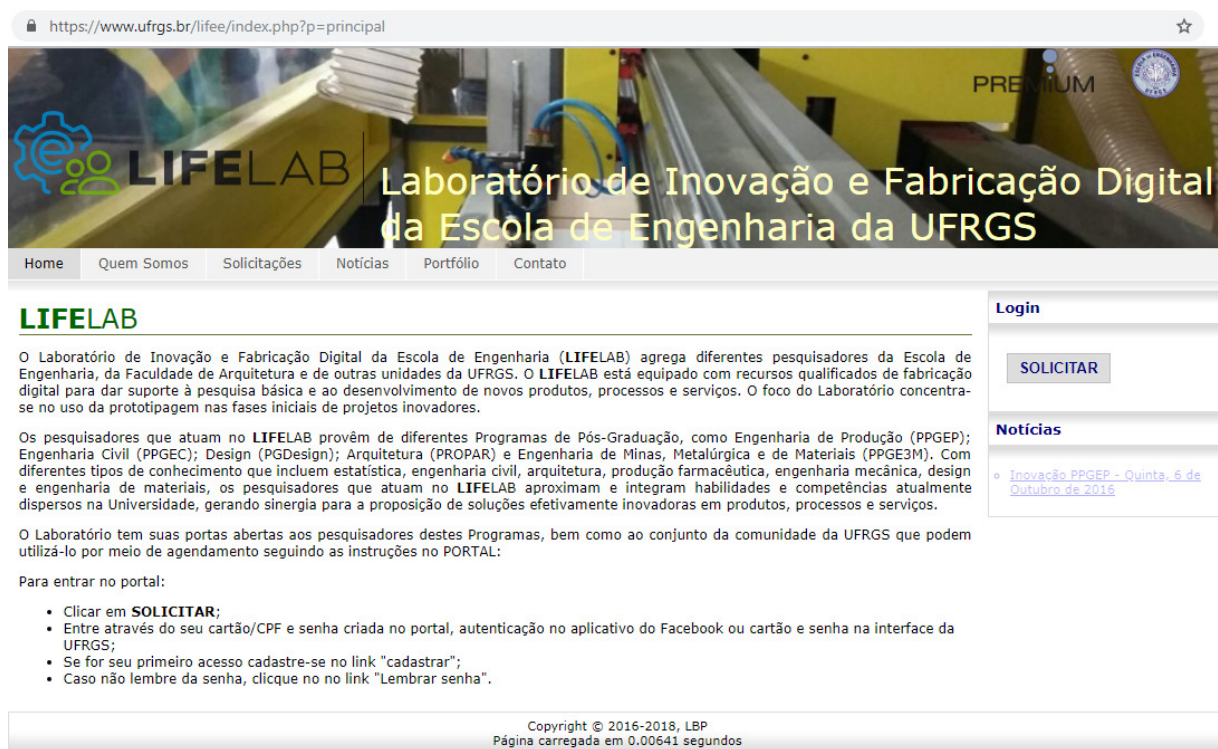 https://www.ufrgs.br/lifee/index.php?p=principal
PREMIUM
ESCOLA DE ENGENHARIA
UFRGS
LIFELAB
Laboratório de Inovação e Fabricação Digital
da Escola de Engenharia da UFRGS
Home Quem Somos Solicitações Notícias Portfólio Contato
LIFELAB
O Laboratório de Inovação e Fabricação Digital da Escola de Engenharia (LIFELAB) agrega diferentes pesquisadores da Escola de
Engenharia, da Faculdade de Arquitetura e de outras unidades da UFRGS. O LIFELAB está equipado com recursos qualificados de fabricação
digital para dar suporte à pesquisa básica e ao desenvolvimento de novos produtos, processos e serviços. O foco do Laboratório concentra-
se no uso da prototipagem nas fases iniciais de projetos inovadores.
Os pesquisadores que atuam no LIFELAB provêm de diferentes Programas de Pós-Graduação, como Engenharia de Produção (PPGEP);
Engenharia Civil (PPGEC); Design (PGDesign); Arquitetura (PROPAR) e Engenharia de Minas, Metalúrgica e de Materiais (PPGE3M). Com
diferentes tipos de conhecimento que incluem estatística, engenharia civil, arquitetura, produção farmacêutica, engenharia mecânica, design
e engenharia de materiais, os pesquisadores que atuam no LIFELAB aproximam e integram habilidades e competências atualmente
dispersos na Universidade, gerando sinergia para a proposição de soluções efetivamente inovadoras em produtos, processos e serviços.
O Laboratório tem suas portas abertas aos pesquisadores destes Programas, bem como ao conjunto da comunidade da UFRGS que podem
utilizá-lo por meio de agendamento seguindo as instruções no PORTAL:
Para entrar no portal:
• Clicar em SOLICITAR;
• Entre através do seu cartão/CPF e senha criada no portal, autenticação no aplicativo do Facebook ou cartão e senha na interface da
UFRGS;
• Se for seu primeiro acesso cadastre-se no link "cadastrar";
• Caso não lembre da senha, clicque no no link "Lembrar senha".
Login
SOLICITAR
Notícias
Inovação PPGEP - Quinta, 6 de
Outubro de 2016
Copyright © 2016-2018, LBP
Página carregada em 0.00641 segundos